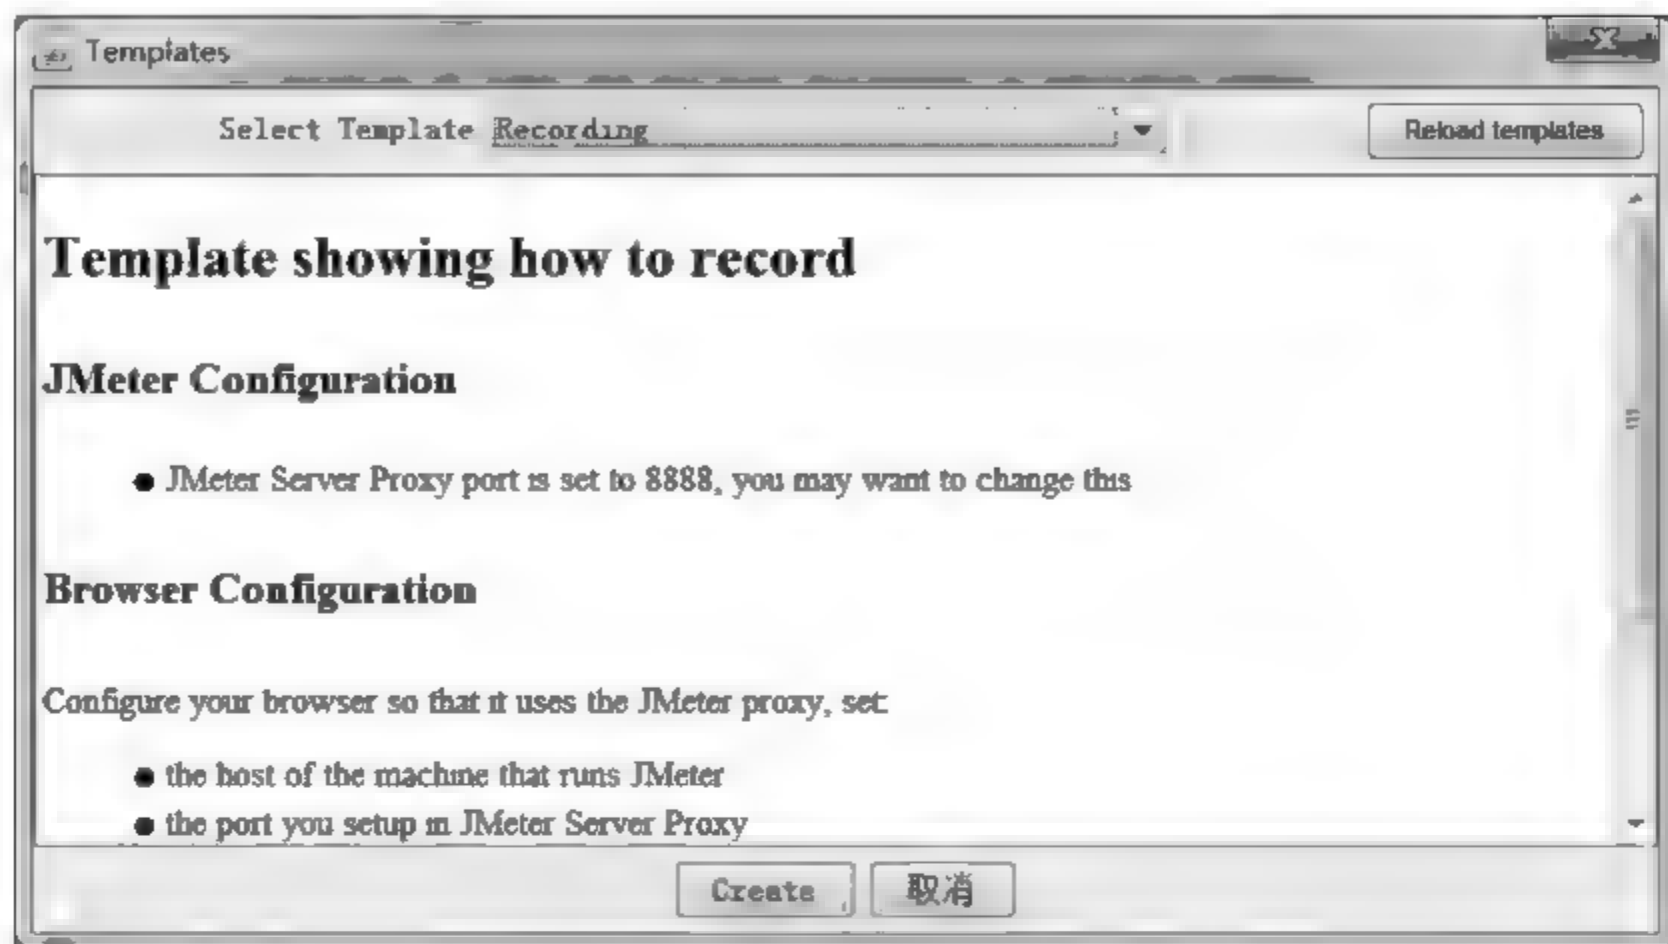 Templates
Select Template Recording Reload templates
Template showing how to record
JMeter Configuration
● JMeter Server Proxy port is set to 8888, you may want to change this
Browser Configuration
Configure your browser so that it uses the JMeter proxy, set:
● the host of the machine that runs JMeter
● the port you setup in JMeter Server Proxy
Create 取消